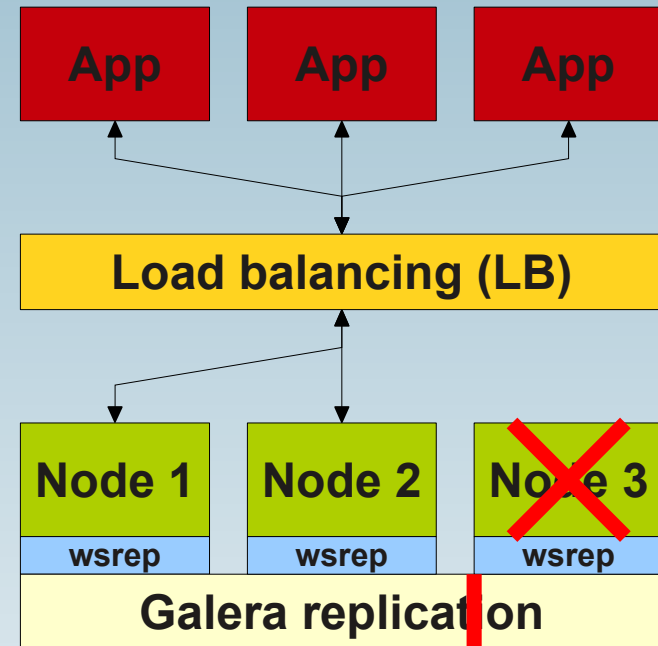 App App App
Load balancing (LB)
Node 1 Node 2 Node 3
wsrep wsrep wsrep
Galera replication